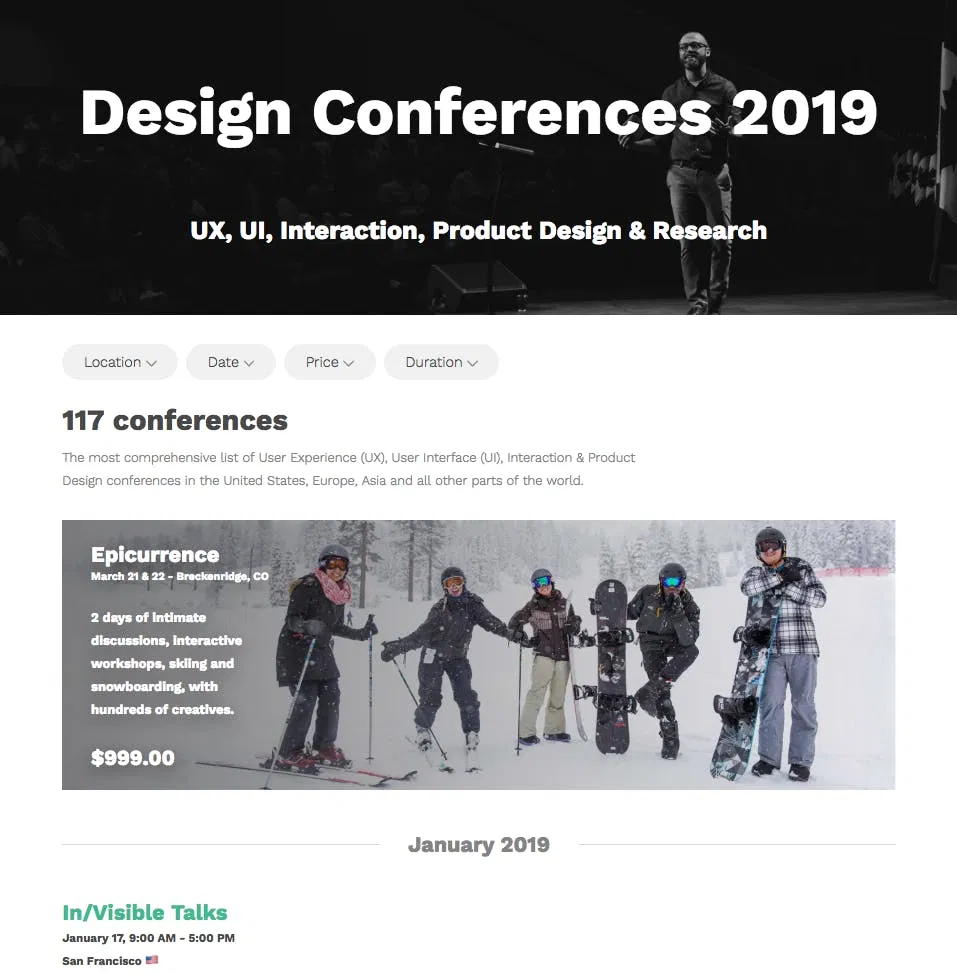 Design Conferences 2019
UX, UI, Interaction, Product Design & Research
Location
Date
Price
Duration
117 conferences
The most comprehensive list of User Experience (UX), User Interface (UI), Interaction & Product
Design conferences in the United States, Europe, Asia and all other parts of the world.
Epicurrence
March 21 & 22 - Breckenridge, CO
2 days of intimate
discussions, interactive
workshops, skiing and
snowboarding, with
hundreds of creatives.
$999.00
January 2019
In/Visible Talks
January 17, 9:00 AM - 5:00 PM
San Francisco 🇺🇸